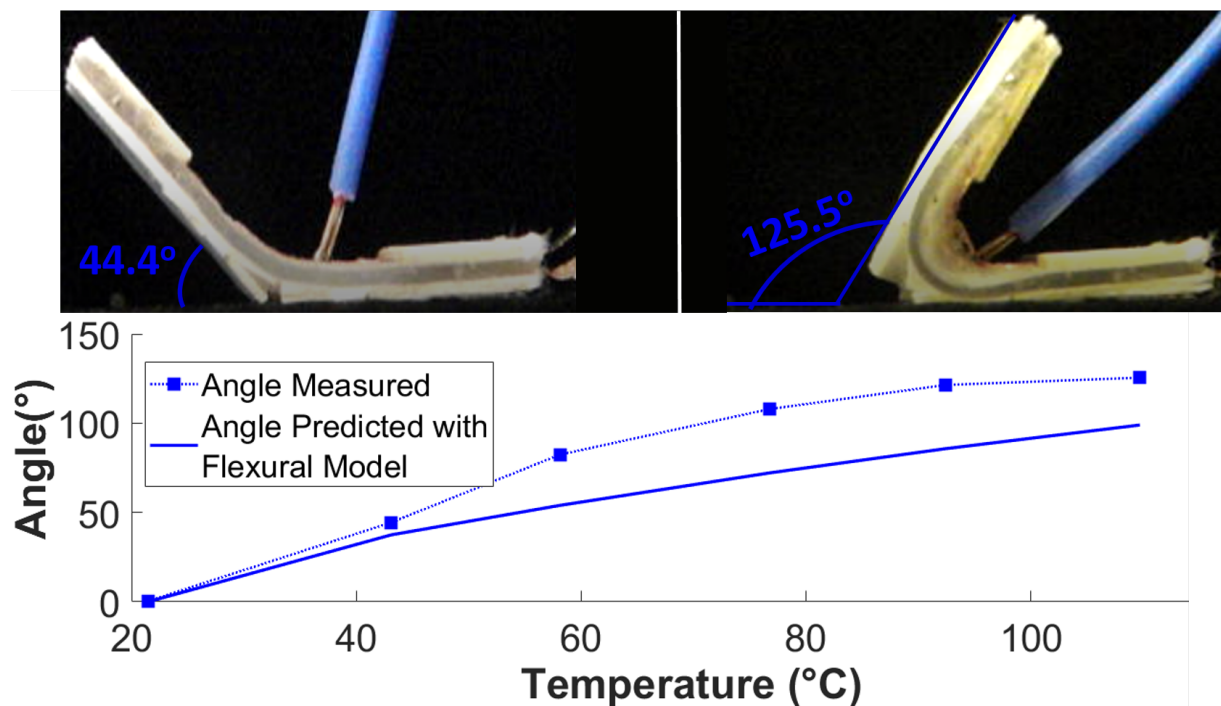 44.4°
125.5°
150
100
50
0
Angle(°)
Angle Measured
Angle Predicted with
Flexural Model
20
40
60
80
100
Temperature (°C)